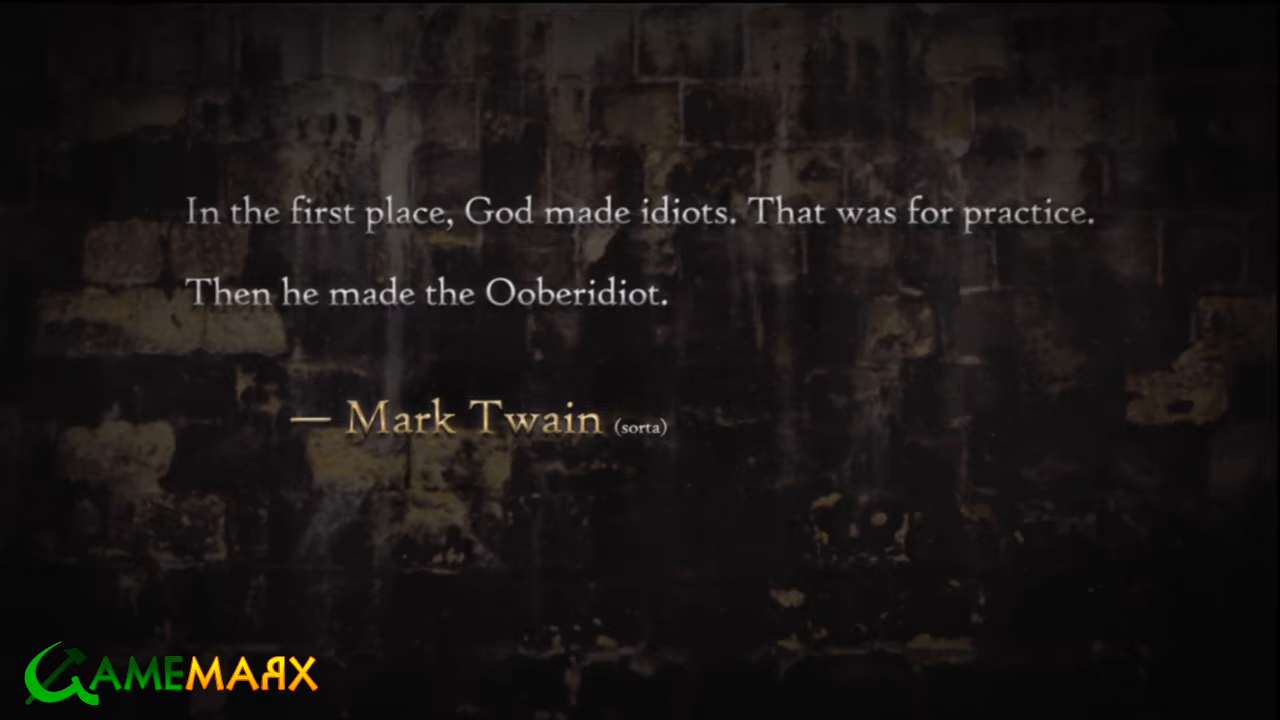 In the first place, God made idiots. That was for practice.
Then he made the Ooberidiot.
— Mark Twain (sorta)
GAMEMARX